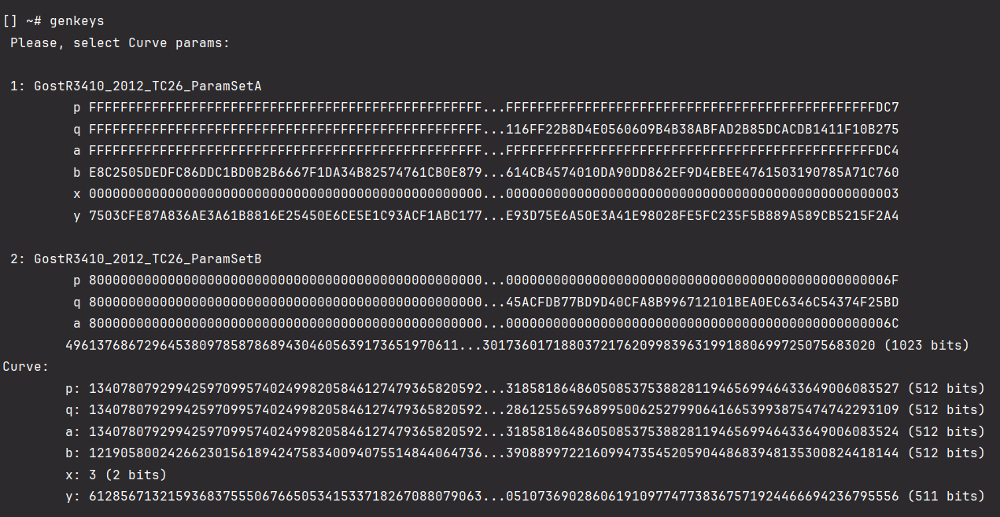 [] ~# genkeys
Please, select Curve params:
1: GostR3410_2012_TC26_ParamSetA
p FFFFFFFFFFFFFFFFFFFFFFFFFFFFFFFFFFFFFFFFFFFFFFFFFF...FFFFFFFFFFFFFFFFFFFFFFFFFFFFFFFFFFFFFFFFFFFFFFFDC7
q FFFFFFFFFFFFFFFFFFFFFFFFFFFFFFFFFFFFFFFFFFFFFFFFFF...116FF22B8D4E0560609B4B38ABFAD2B85DCACDB1411F10B275
a FFFFFFFFFFFFFFFFFFFFFFFFFFFFFFFFFFFFFFFFFFFFFFFFFF...FFFFFFFFFFFFFFFFFFFFFFFFFFFFFFFFFFFFFFFFFFFFFFFDC4
b E8C2505DEDFC86DDC1BD0B2B6667F1DA34B82574761CB0E879...614CB4574010DA90DD862EF9D4EBEE4761503190785A71C760
x 00000000000000000000000000000000000000000000000000...00000000000000000000000000000000000000000000000003
y 7503CFE87A836AE3A61B8816E25450E6CE5E1C93ACF1ABC177...E93D75E6A50E3A41E98028FE5FC235F5B889A589CB5215F2A4
2: GostR3410_2012_TC26_ParamSetB
p 80000000000000000000000000000000000000000000000000...0000000000000000000000000000000000000000000000006F
q 80000000000000000000000000000000000000000000000000...45ACFDB77BD9D40CFA8B996712101BEA0EC6346C54374F25BD
a 80000000000000000000000000000000000000000000000000...0000000000000000000000000000000000000000000000006C
49613768672964538097858786894304605639173651970611...30173601718803721762099839631991880699725075683020 (1023 bits)
Curve:
p: 13407807929942597099574024998205846127479365820592...31858186486050853753882811946569946433649006083527 (512 bits)
q: 13407807929942597099574024998205846127479365820592...28612556596899500625279906416653993875474742293109 (512 bits)
a: 13407807929942597099574024998205846127479365820592...31858186486050853753882811946569946433649006083524 (512 bits)
b: 12190580024266230156189424758340094075514844064736...39088997221609947354520590448683948135300824418144 (512 bits)
x: 3 (2 bits)
y: 61285671321593683755506766505341533718267088079063...05107369028606191097747738367571924466694236795556 (511 bits)